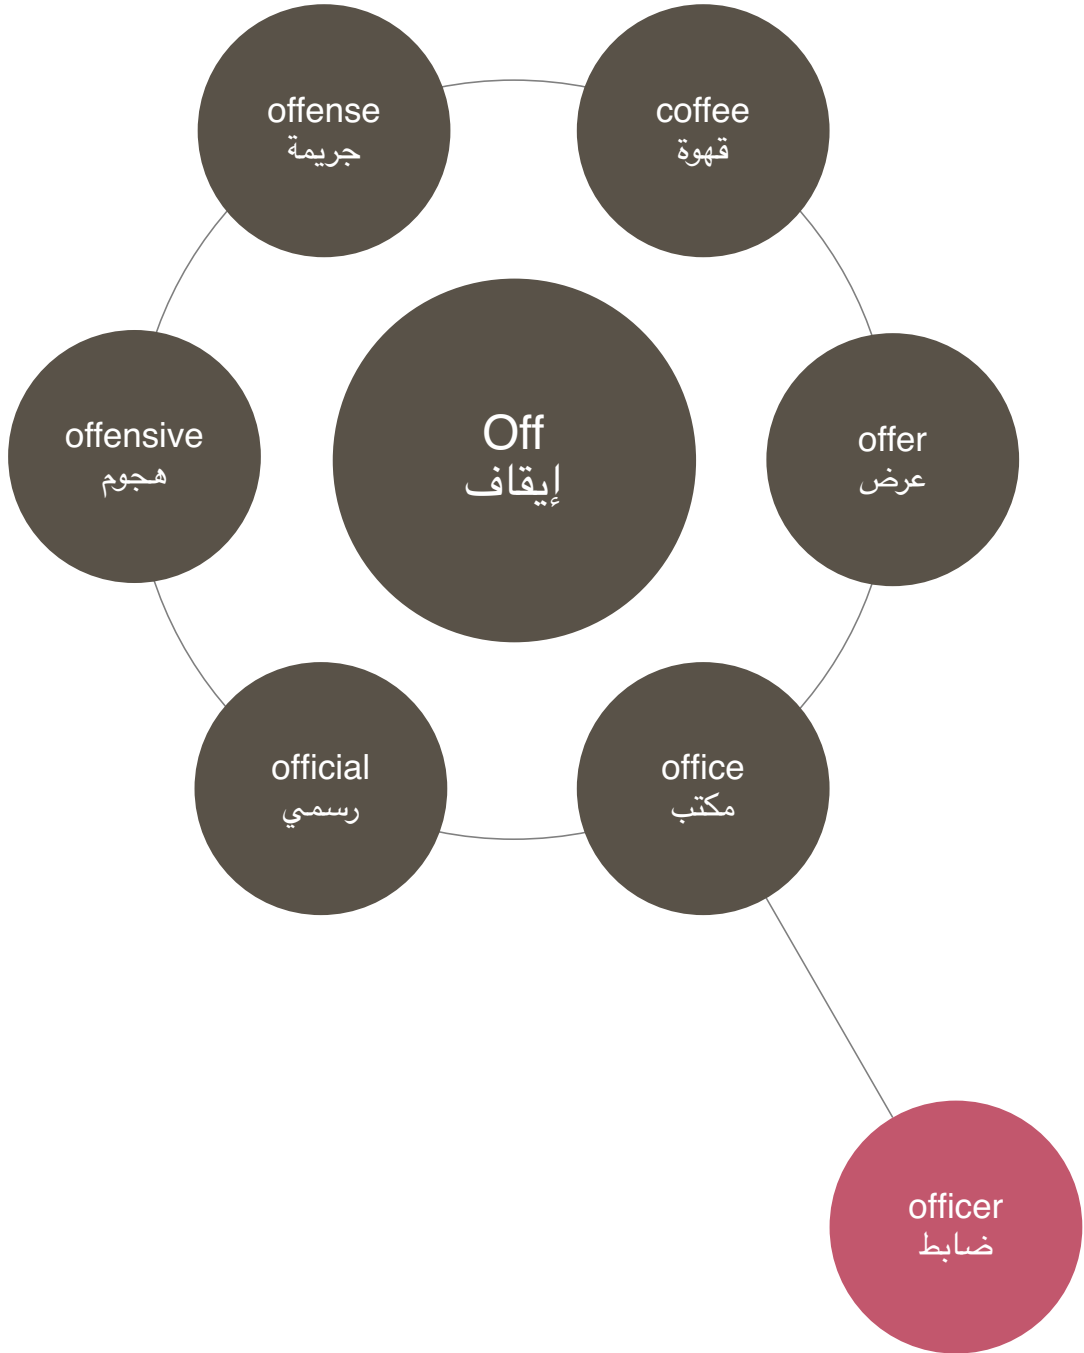 offense
جريمة
coffee
قهوة
offensive
هجوم
Off
إيقاف
offer
عرض
official
رسمي
office
مكتب
officer
ضابط